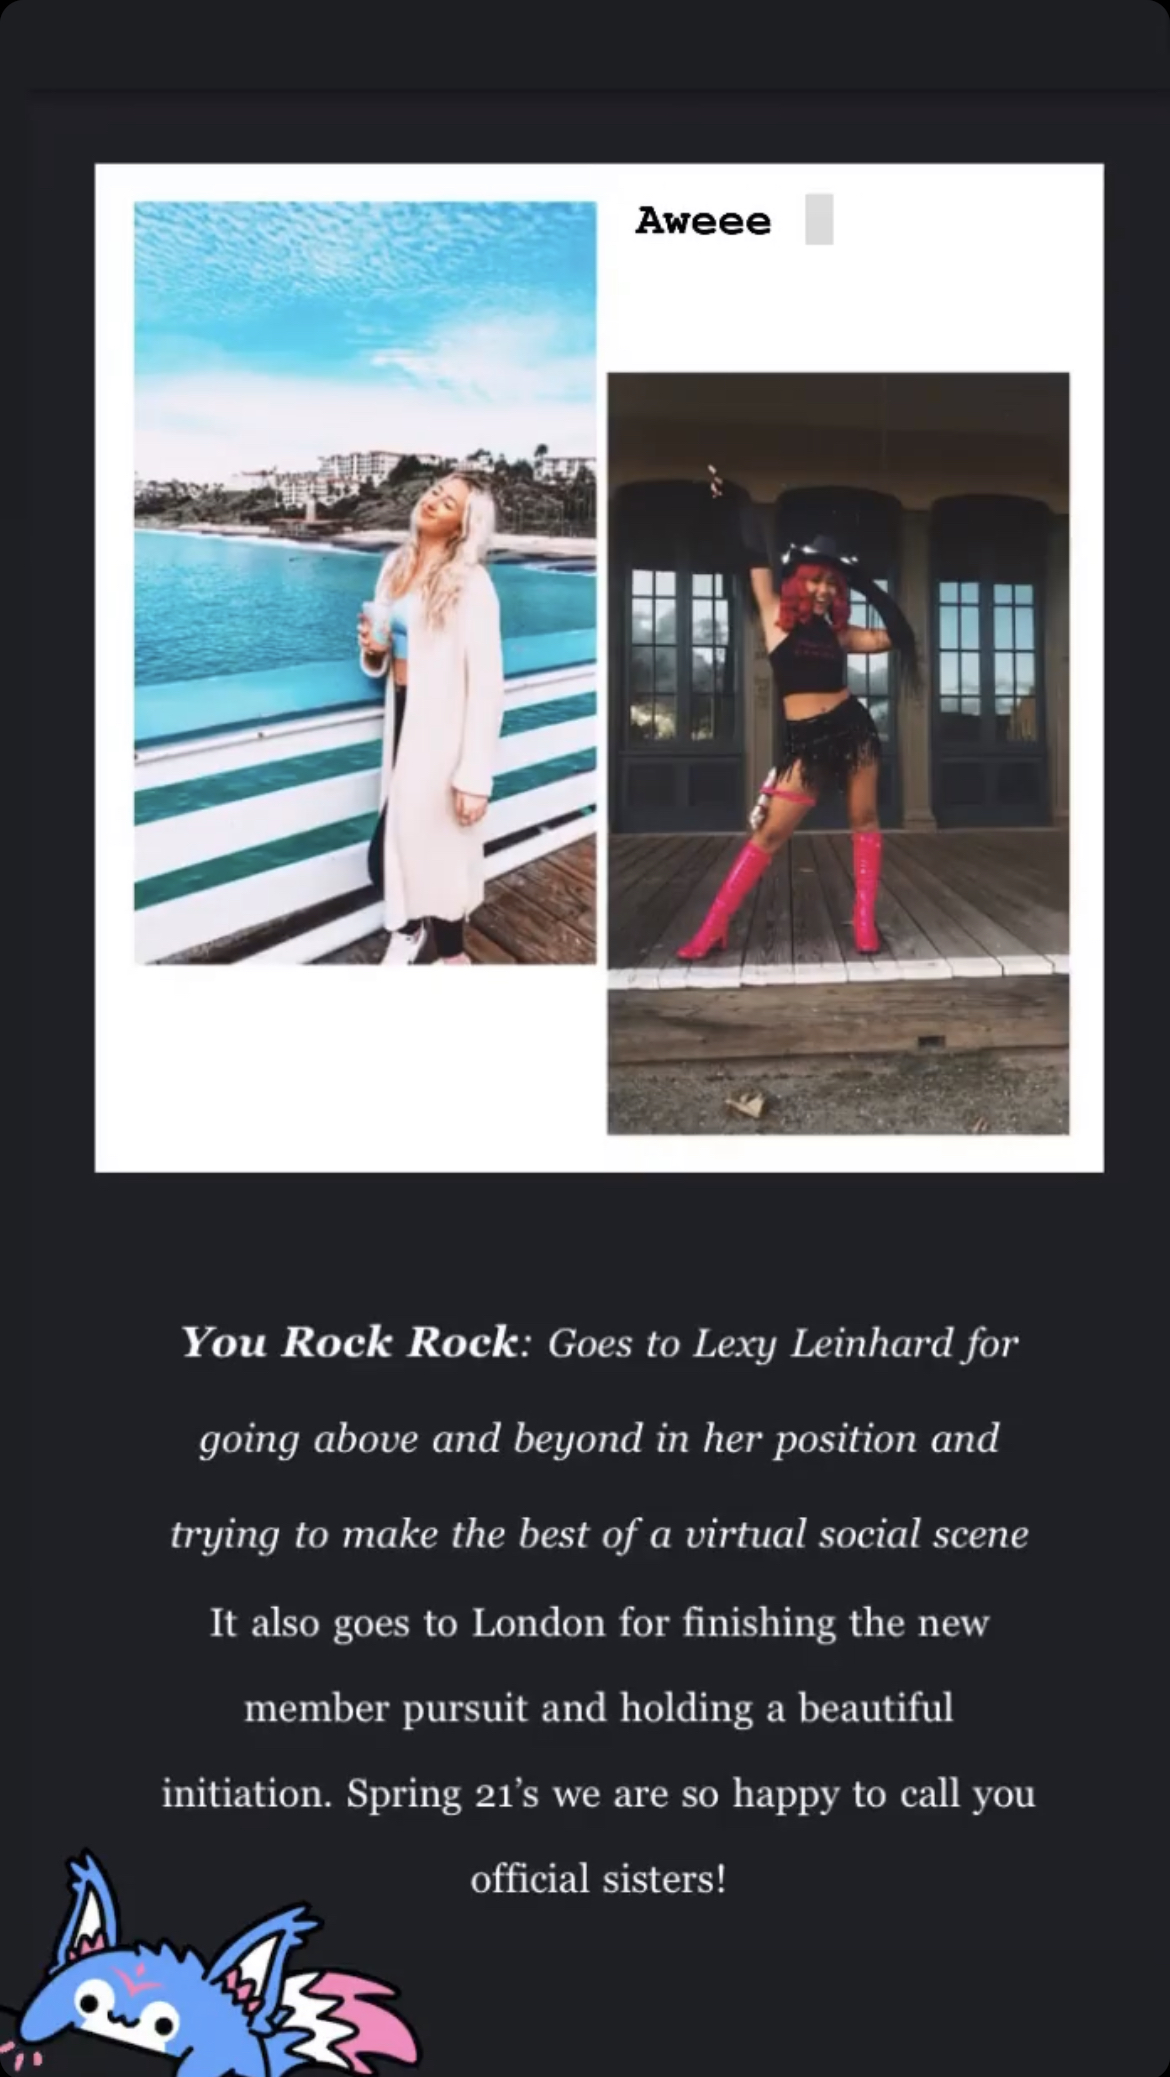 Aweee
You Rock Rock: Goes to Lexy Leinhard for
going above and beyond in her position and
trying to make the best of a virtual social scene
It also goes to London for finishing the new
member pursuit and holding a beautiful
initiation. Spring 21’s we are so happy to call you
official sisters!